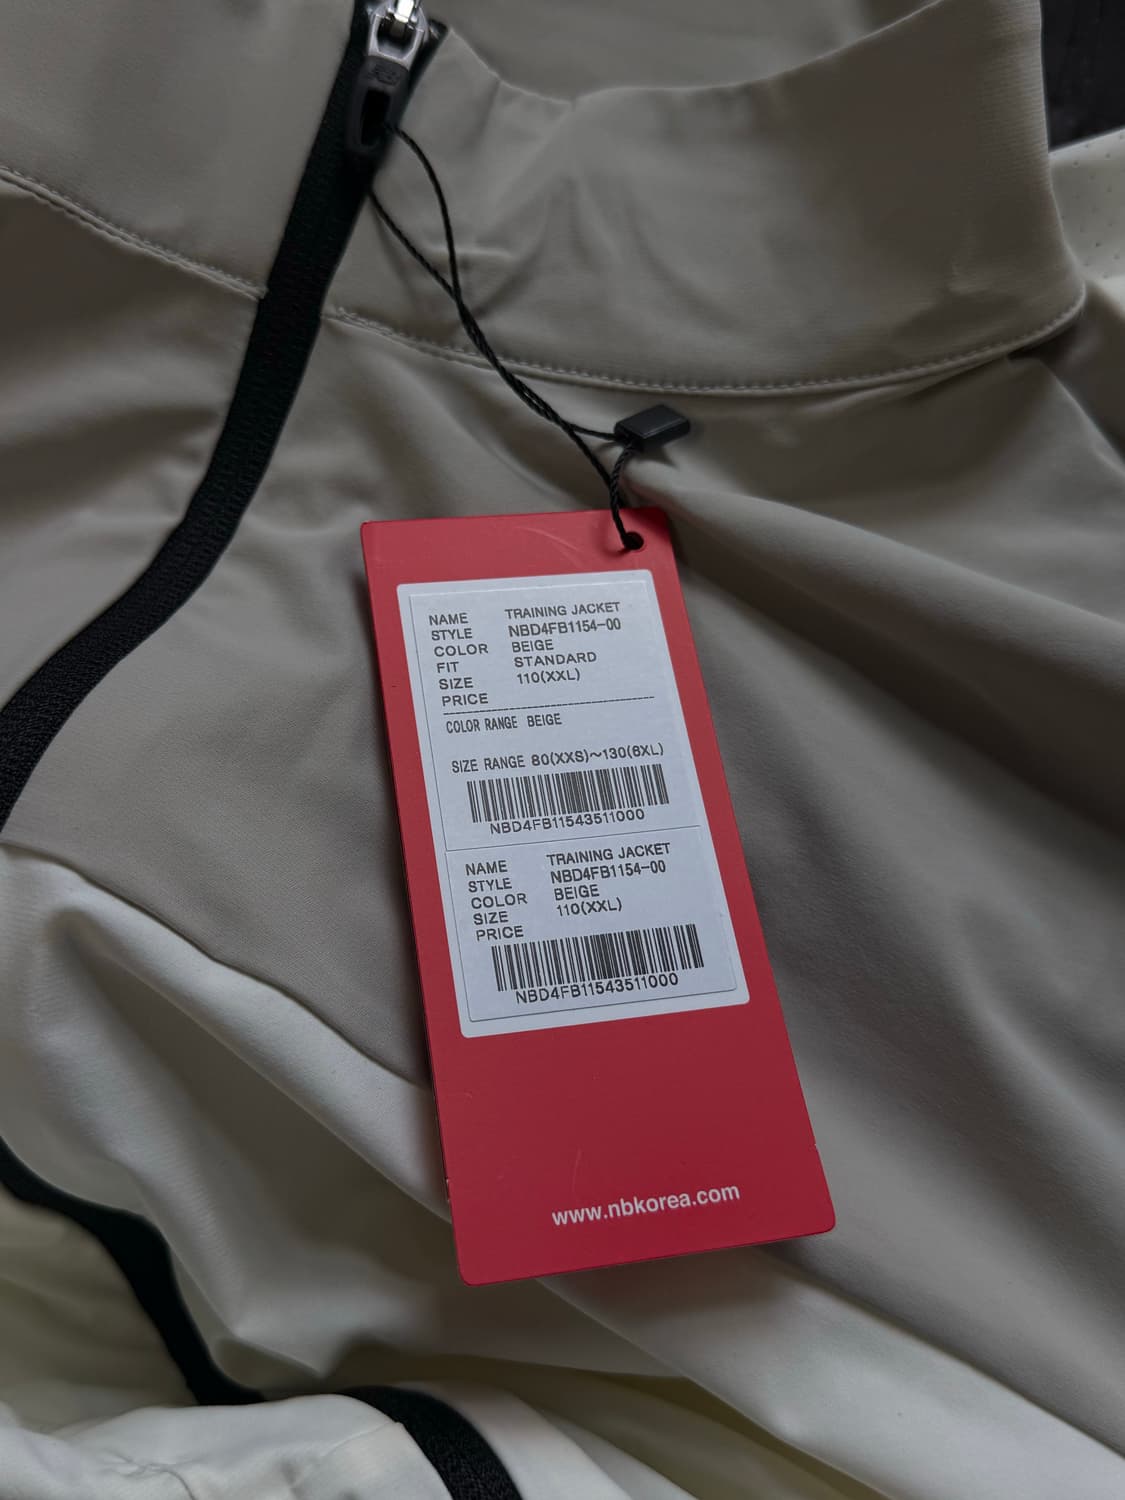 NAME TRAINING JACKET
STYLE NBD4FB1154-00
COLOR BEIGE
FIT STANDARD
SIZE 110(XXL)
PRICE
COLOR RANGE BEIGE
SIZE RANGE 80(XXS)~130(6XL)
NBD4FB11543511000
NAME TRAINING JACKET
STYLE NBD4FB1154-00
COLOR BEIGE
SIZE 110(XXL)
PRICE
NBD4FB11543511000
www.nbkorea.com